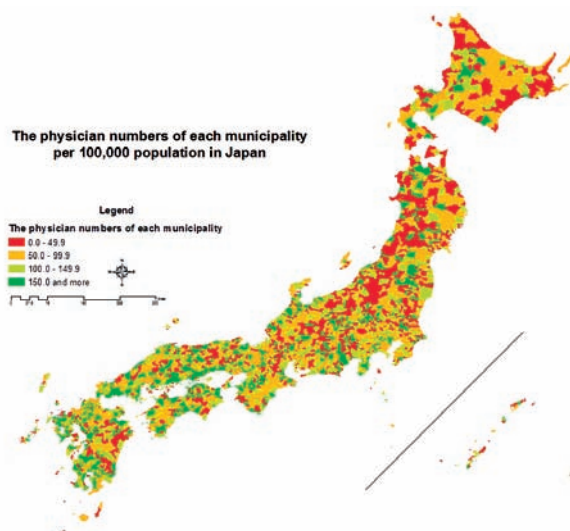 The physician numbers of each municipality
per 100,000 population in Japan
Legend
The physician numbers of each municipality
0.0 - 49.9
50.0 - 99.9
100.0 - 149.9
150.0 and more